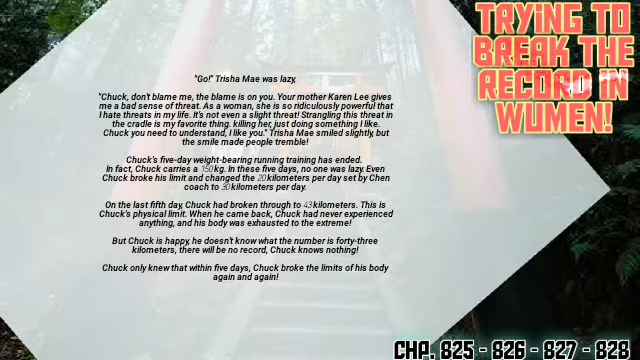 TRYING TO
BREAK THE
RECORD IN
WUMEN!
"Go!" Trisha Mae was lazy,
"Chuck, don't blame me, the blame is on you. Your mother Karen Lee gives
me a bad sense of threat. As a woman, she is so ridiculously powerful that
I hate threats in my life. It's not even a slight threat! Strangling this threat in
the cradle is my favorite thing. killing her, just doing something I like.
Chuck you need to understand, I like you." Trisha Mae smiled slightly, but
the smile made people tremble!
Chuck's five-day weight-bearing running training has ended.
In fact, Chuck carries a 150kg. In these five days, no one was lazy. Even
Chuck broke his limit and changed the 20kilometers per day set by Chen
coach to 30kilometers per day.
On the last fifth day, Chuck had broken through to 43kilometers. This is
Chuck's physical limit. When he came back, Chuck had never experienced
anything, and his body was exhausted to the extreme!
But Chuck is happy, he doesn't know what the number is forty-three
kilometers, there will be no record, Chuck knows nothing!
Chuck only knew that within five days, Chuck broke the limits of his body
again and again!
CHP. 825 - 826 - 827 - 828